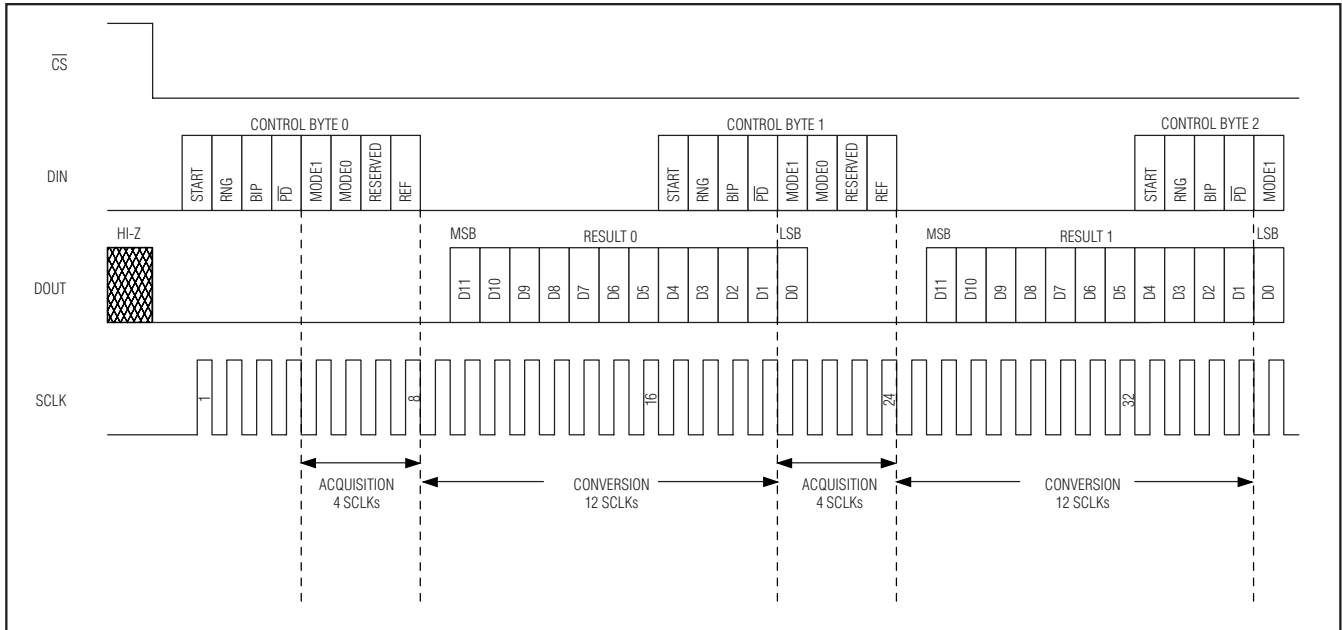 CS
CONTROL BYTE 0
CONTROL BYTE 1
CONTROL BYTE 2
DIN
START
RNG
BIP
PD
MODE1
MODE0
RESERVED
REF
START
RNG
BIP
PD
MODE1
MODE0
RESERVED
REF
START
RNG
BIP
PD
MODE1
HI-Z
MSB
RESULT 0
LSB
MSB
RESULT 1
LSB
DOUT
D11
D10
D9
D8
D7
D6
D5
D4
D3
D2
D1
D0
D11
D10
D9
D8
D7
D6
D5
D4
D3
D2
D1
D0
SCLK
1
8
16
24
32
ACQUISITION
4 SCLKs
CONVERSION
12 SCLKs
ACQUISITION
4 SCLKs
CONVERSION
12 SCLKs